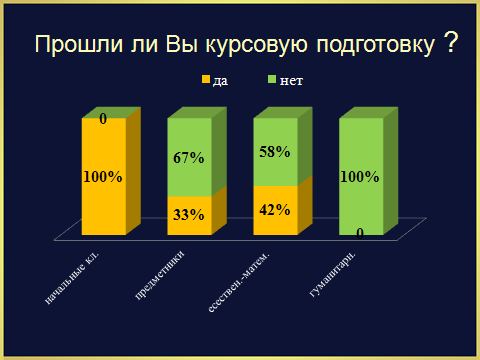 Прошли ли Вы курсовую подготовку ?
да нет
0
100%
67%
33%
58%
42%
100%
0
начальные кл.
предметники
есествен.-матем.
гуманитарн.